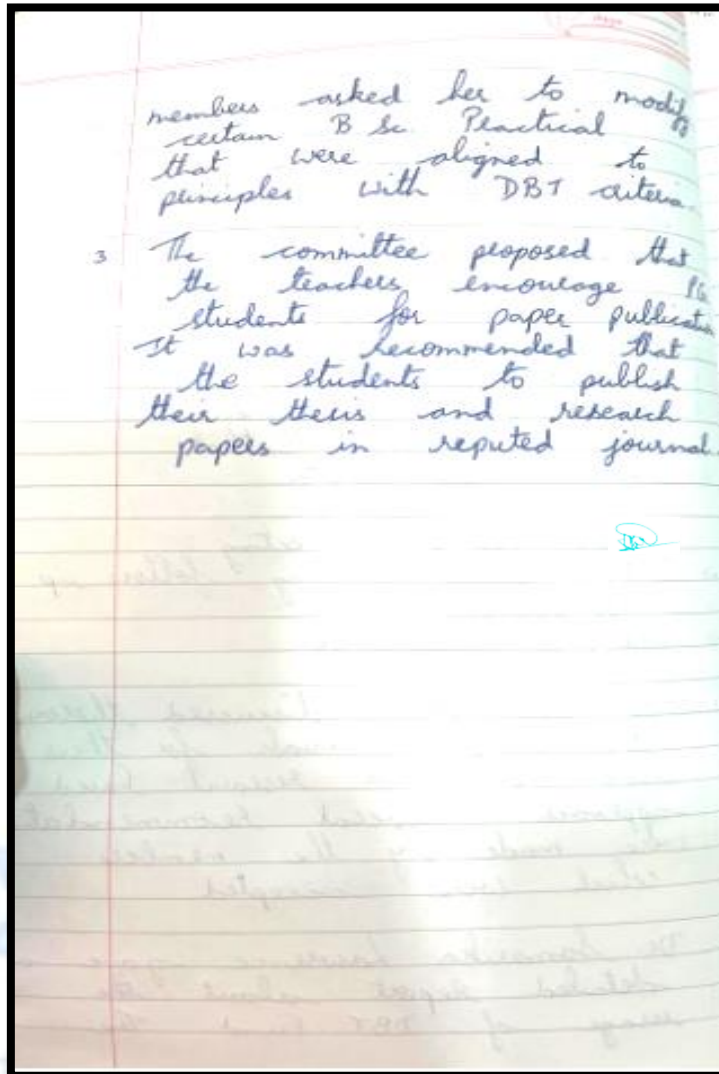 members asked her to modify
certain B Sc. Practical
that were aligned to
principles with DBT criteria
3 The committee proposed that
the teachers encourage PG
students for paper publicatio
It was recommended that
the students to publish
their thesis and research
papers in reputed journal.